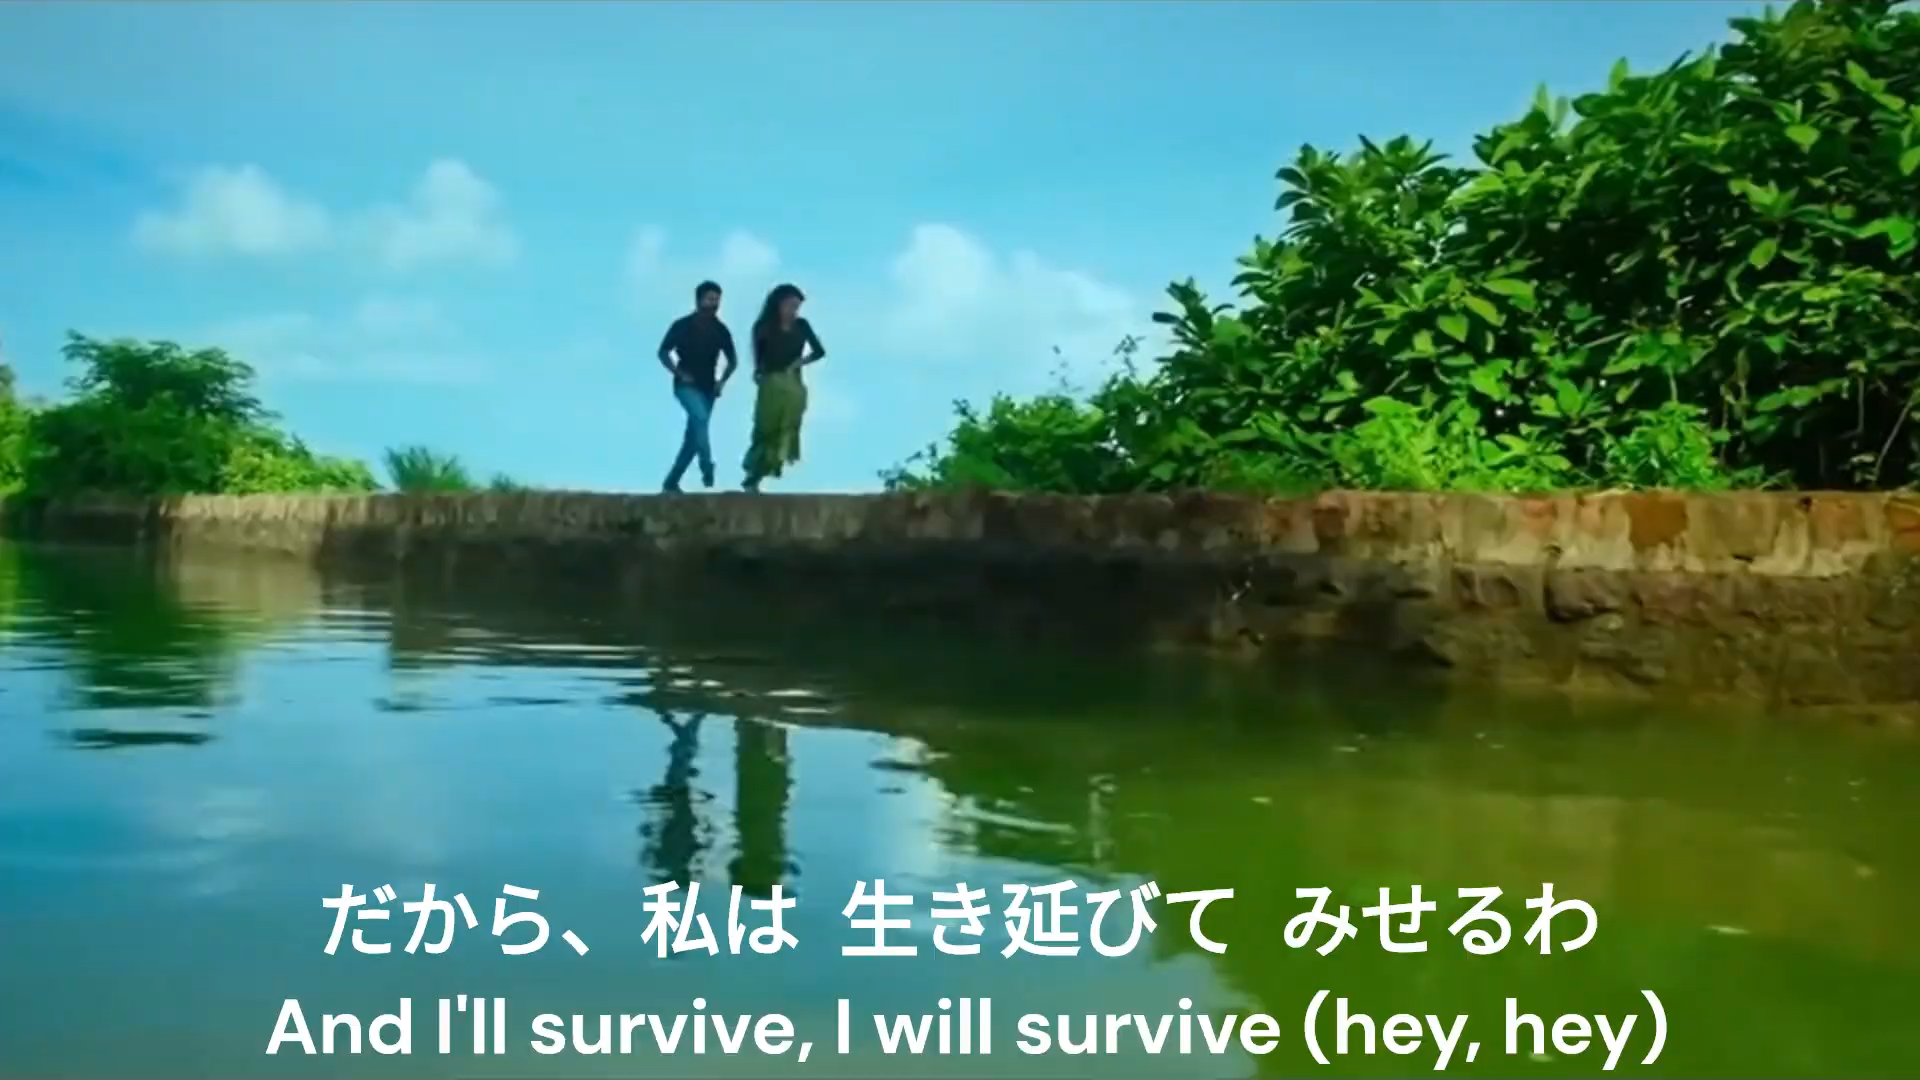 だから、私は 生き延びて みせるわ
And I'll survive, I will survive (hey, hey)